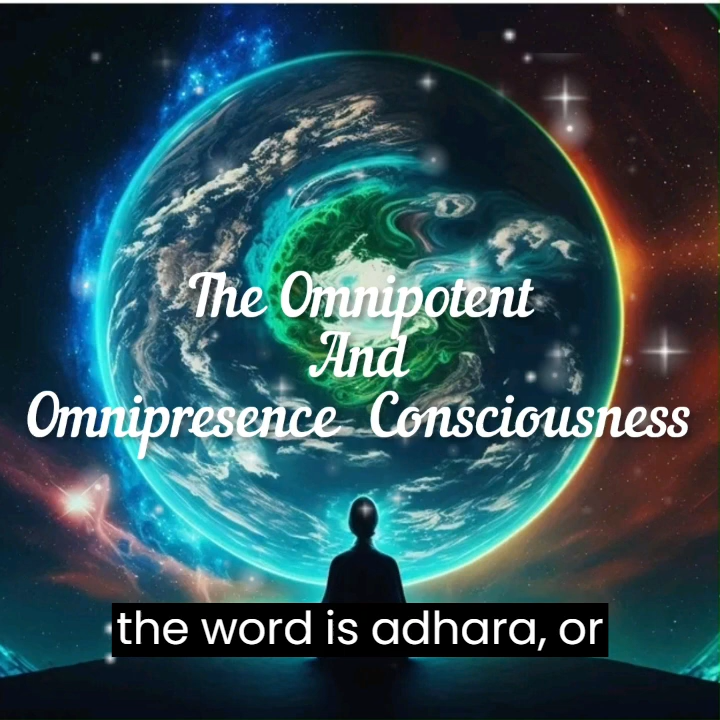 The Omnipotent
And
Omnipresence Consciousness
the word is adhara, or